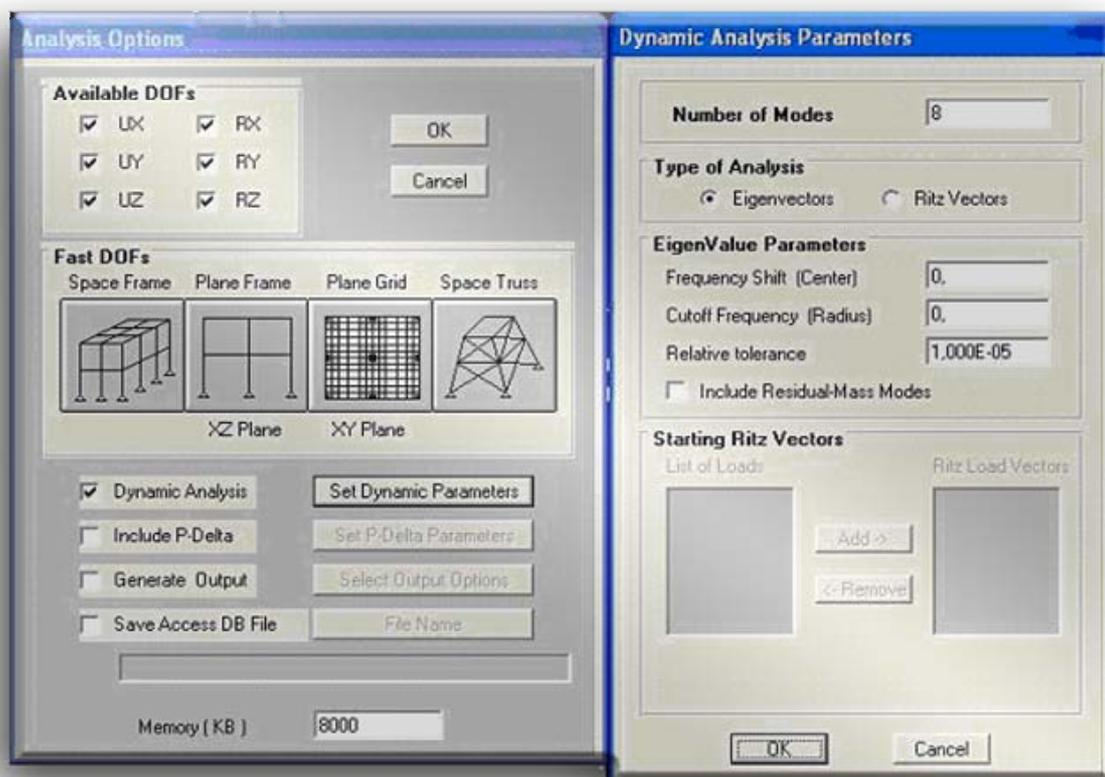 Analysis Options
Available DOFs
UX RX
UY RY
UZ RZ
OK
Cancel
Fast DOFs
Space Frame Plane Frame Plane Grid Space Truss
XZ Plane XY Plane
Dynamic Analysis Set Dynamic Parameters
Include P-Delta Set P-Delta Parameters
Generate Output Select Output Options
Save Access DB File File Name
Memory ( KB ) 8000
Dynamic Analysis Parameters
Number of Modes 8
Type of Analysis
Eigenvectors Ritz Vectors
EigenValue Parameters
Frequency Shift (Center) 0,
Cutoff Frequency (Radius) 0,
Relative tolerance 1,000E-05
Include Residual-Mass Modes
Starting Ritz Vectors
List of Loads Ritz Load Vectors
Add ->
<- Remove
OK Cancel